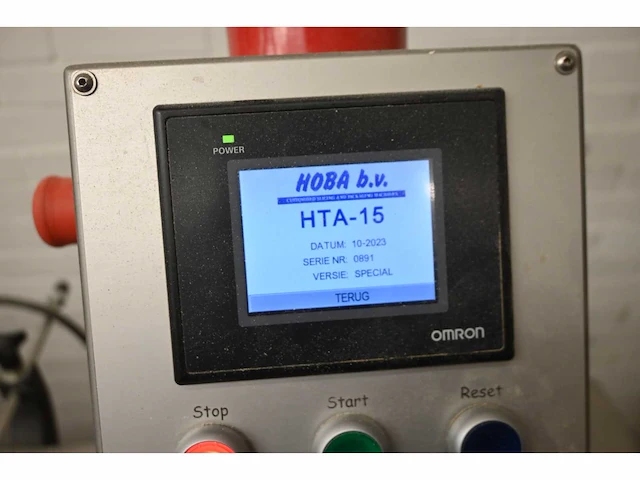 POWER
HOBA b.v.
HTA-15
DATUM: 10-2023
SERIE NR: 0891
VERSIE: SPECIAL
TERUG
OMRON
Stop
Start
Reset